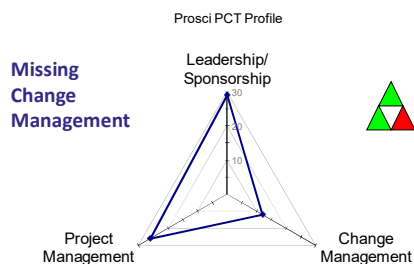 Prosci PCT Profile
Missing
Change
Management
Leadership/
Sponsorship
30
20
10
Project
Management
Change
Management